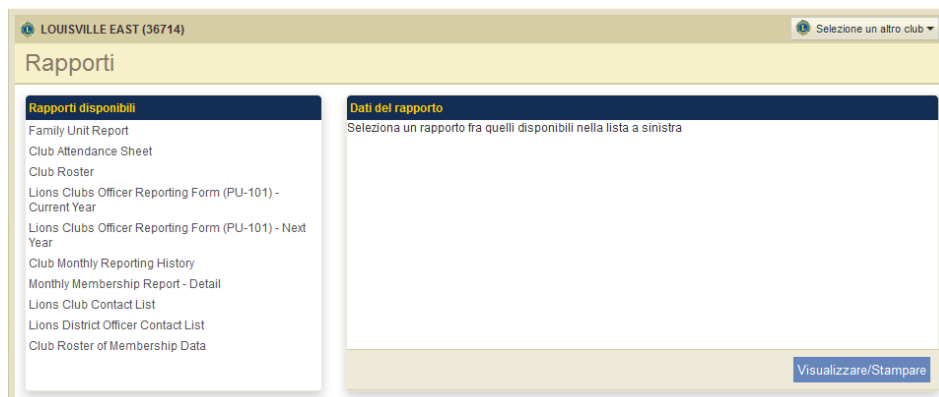 LOUISVILLE EAST (36714)
Selezione un altro club
Rapporti
Rapporti disponibili
Family Unit Report
Club Attendance Sheet
Club Roster
Lions Clubs Officer Reporting Form (PU-101) -
Current Year
Lions Clubs Officer Reporting Form (PU-101) - Next
Year
Club Monthly Reporting History
Monthly Membership Report - Detail
Lions Club Contact List
Lions District Officer Contact List
Club Roster of Membership Data
Dati del rapporto
Seleziona un rapporto fra quelli disponibili nella lista a sinistra
Visualizzare/Stampare